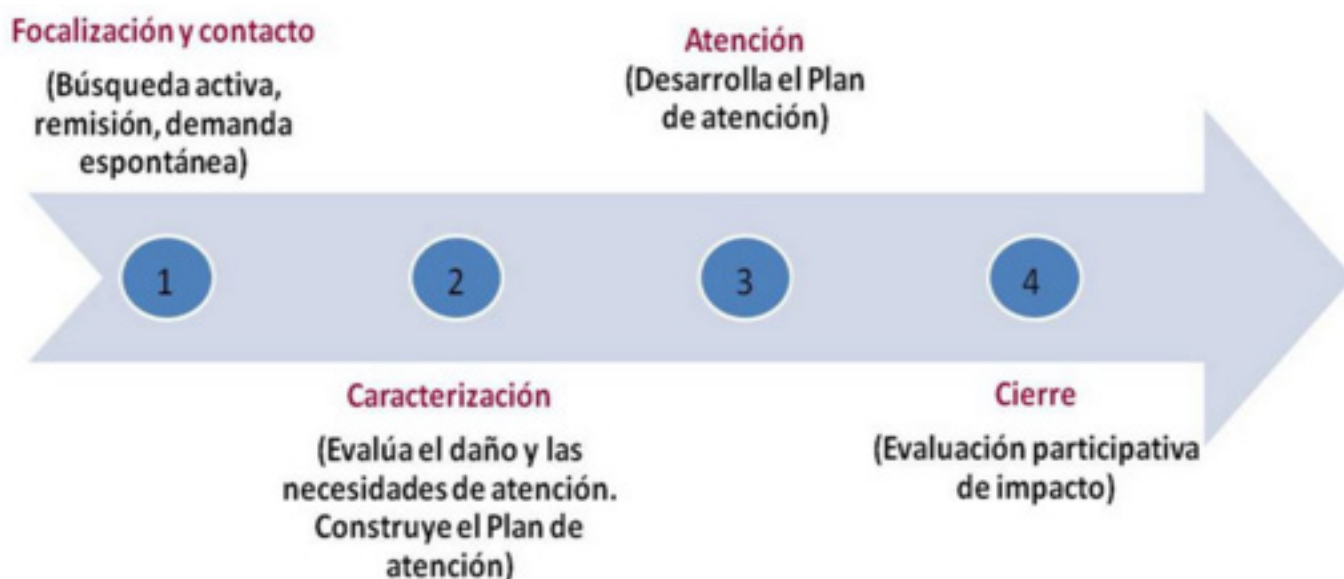 Focalización y contacto
(Búsqueda activa,
remisión, demanda
espontánea)
Atención
(Desarrolla el Plan
de atención)
1
2
3
4
Caracterización
(Evalúa el daño y las
necesidades de atención.
Construye el Plan de
atención)
Cierre
(Evaluación participativa
de impacto)